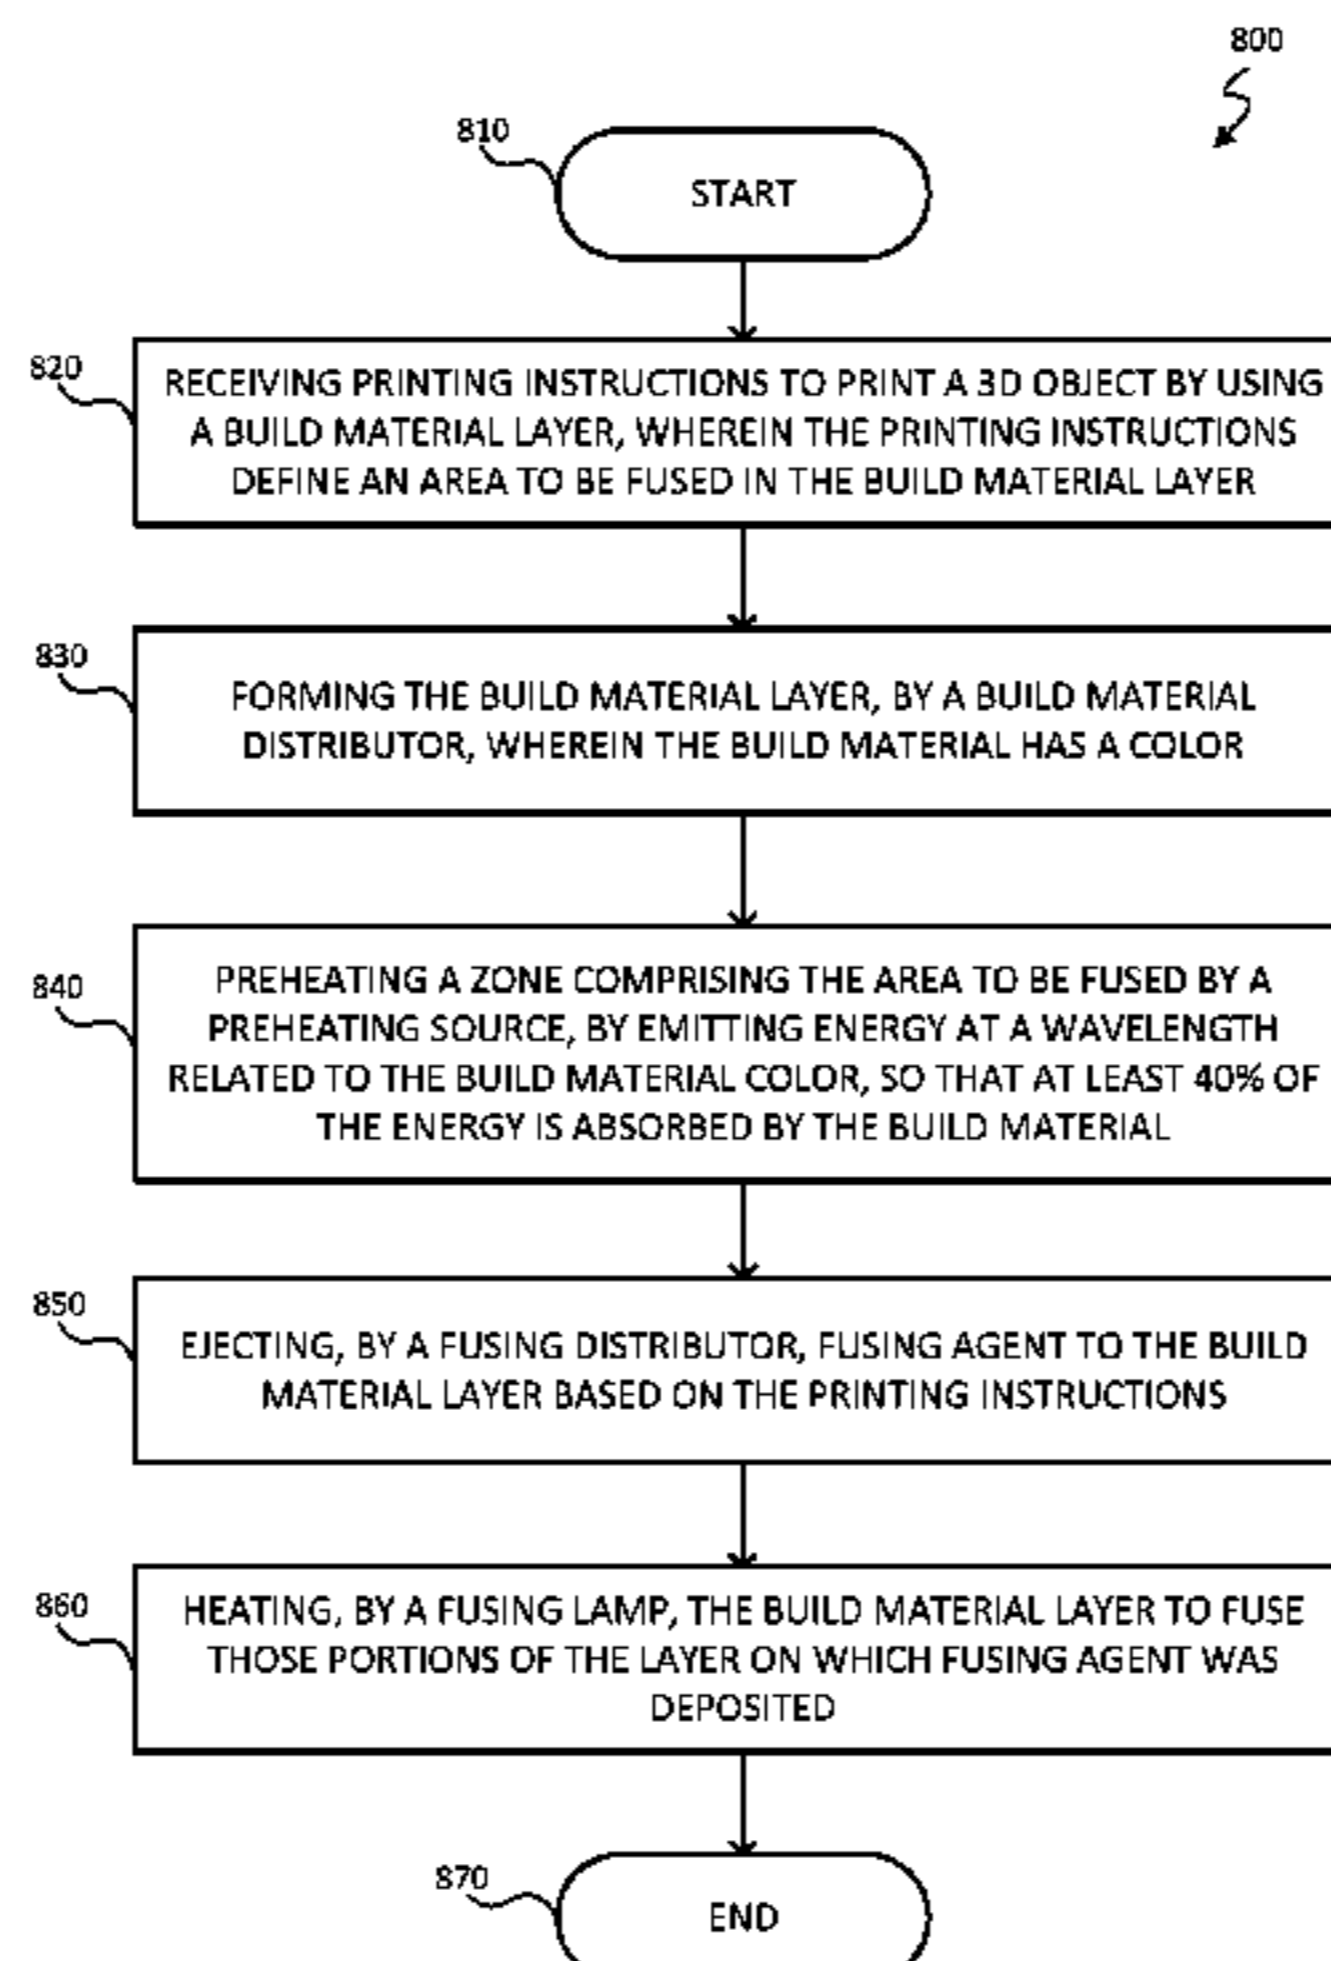 800
810
START
820
RECEIVING PRINTING INSTRUCTIONS TO PRINT A 3D OBJECT BY USING
A BUILD MATERIAL LAYER, WHEREIN THE PRINTING INSTRUCTIONS
DEFINE AN AREA TO BE FUSED IN THE BUILD MATERIAL LAYER
830
FORMING THE BUILD MATERIAL LAYER, BY A BUILD MATERIAL
DISTRIBUTOR, WHEREIN THE BUILD MATERIAL HAS A COLOR
840
PREHEATING A ZONE COMPRISING THE AREA TO BE FUSED BY A
PREHEATING SOURCE, BY EMITTING ENERGY AT A WAVELENGTH
RELATED TO THE BUILD MATERIAL COLOR, SO THAT AT LEAST 40% OF
THE ENERGY IS ABSORBED BY THE BUILD MATERIAL
850
EJECTING, BY A FUSING DISTRIBUTOR, FUSING AGENT TO THE BUILD
MATERIAL LAYER BASED ON THE PRINTING INSTRUCTIONS
860
HEATING, BY A FUSING LAMP, THE BUILD MATERIAL LAYER TO FUSE
THOSE PORTIONS OF THE LAYER ON WHICH FUSING AGENT WAS
DEPOSITED
870
END